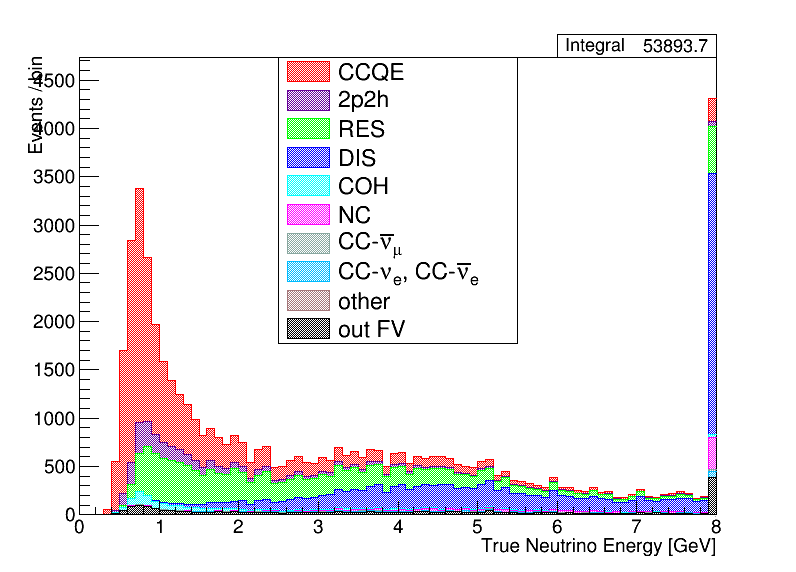 Integral 53893.7
Events / bin
4500
4000
3500
3000
2500
2000
1500
1000
500
0
CCQE
2p2h
RES
DIS
COH
NC
CC-ν̅μ
CC-νe, CC-ν̅e
other
out FV
0 1 2 3 4 5 6 7 8
True Neutrino Energy [GeV]